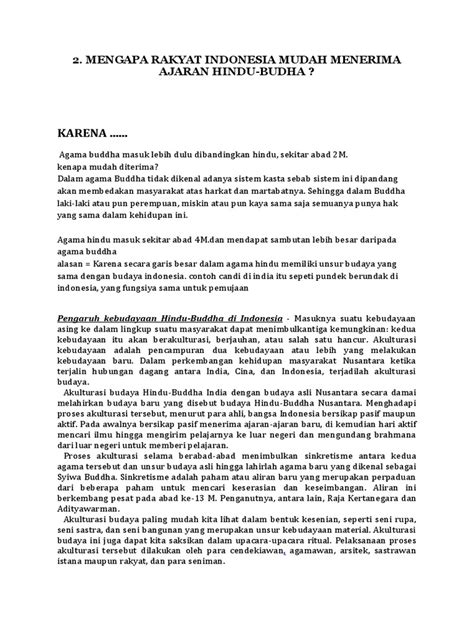 2. MENGAPA RAKYAT INDONESIA MUDAH MENERIMA
AJARAN HINDU-BUDHA ?
KARENA ......
Agama buddha masuk lebih dulu dibandingkan hindu, sekitar abad 2M.
kenapa mudah diterima?
Dalam agama Buddha tidak dikenal adanya sistem kasta sebab sistem ini dipandang
akan membedakan masyarakat atas harkat dan martabatnya. Sehingga dalam Buddha
laki-laki atau pun perempuan, miskin atau pun kaya sama saja semuanya punya hak
yang sama dalam kehidupan ini.
Agama hindu masuk sekitar abad 4M.dan mendapat sambutan lebih besar daripada
agama buddha
alasan = Karena secara garis besar dalam agama hindu memiliki unsur budaya yang
sama dengan budaya indonesia. contoh candi di india itu sepeti pundek berundak di
indonesia, yang fungsiya sama untuk pemujaan
Pengaruh kebudayaan Hindu-Buddha di Indonesia - Masuknya suatu kebudayaan
asing ke dalam lingkup suatu masyarakat dapat menimbulkantiga kemungkinan: kedua
kebudayaan itu akan berakulturasi, berjauhan, atau salah satu hancur. Akulturasi
kebudayaan adalah pencampuran dua kebudayaan atau lebih yang melakukan
kebudayaan baru. Dalam perkembangan kehidupan masyarakat Nusantara ketika
terjalin hubungan dagang antara India, Cina, dan Indonesia, terjadilah akulturasi
budaya.
Akulturasi budaya Hindu-Buddha India dengan budaya asli Nusantara secara damai
melahirkan budaya baru yang disebut budaya Hindu-Buddha Nusantara. Menghadapi
proses akulturasi tersebut, menurut para ahli, bangsa Indonesia bersikap pasif maupun
aktif. Pada awalnya bersikap pasif menerima ajaran-ajaran baru, di kemudian hari aktif
mencari ilmu hingga mengirim pelajarnya ke luar negeri dan mengundang brahmana
dari luar negeri untuk memberi pelajaran.
Proses akulturasi selama berabad-abad menimbulkan sinkretisme antara kedua
agama tersebut dan unsur budaya asli hingga lahirlah agama baru yang dikenal sebagai
Syiwa Buddha. Sinkretisme adalah paham atau aliran baru yang merupakan perpaduan
dari beberapa paham untuk mencari keserasian dan keseimbangan. Aliran ini
berkembang pesat pada abad ke-13 M. Penganutnya, antara lain, Raja Kertanegara dan
Adityawarman.
Akulturasi budaya paling mudah kita lihat dalam bentuk kesenian, seperti seni rupa,
seni sastra, dan seni bangunan yang merupakan unsur kebudayaan material. Akulturasi
budaya ini juga dapat kita saksikan dalam upacara-upacara ritual. Pelaksanaan proses
akulturasi tersebut dilakukan oleh para cendekiawan, agamawan, arsitek, sastrawan
istana maupun rakyat, dan para seniman.